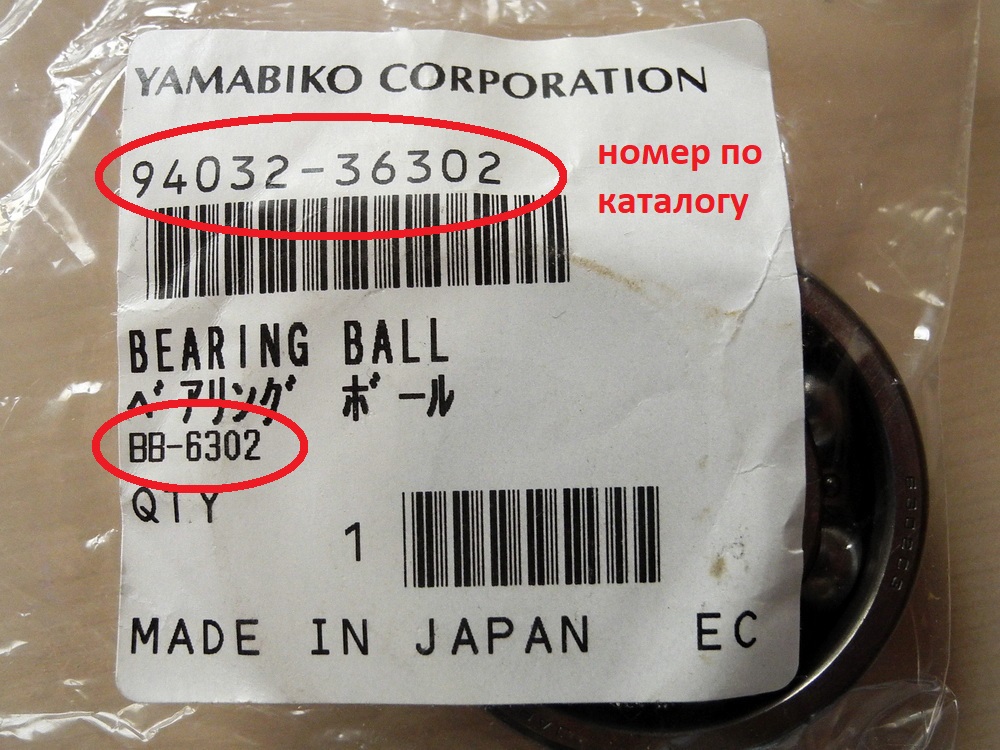 YAMABIKO CORPORATION
94032-36302
номер по
каталогу
BEARING BALL
ベアリング ボール
BB-6302
QTY
1
MADE IN JAPAN EC